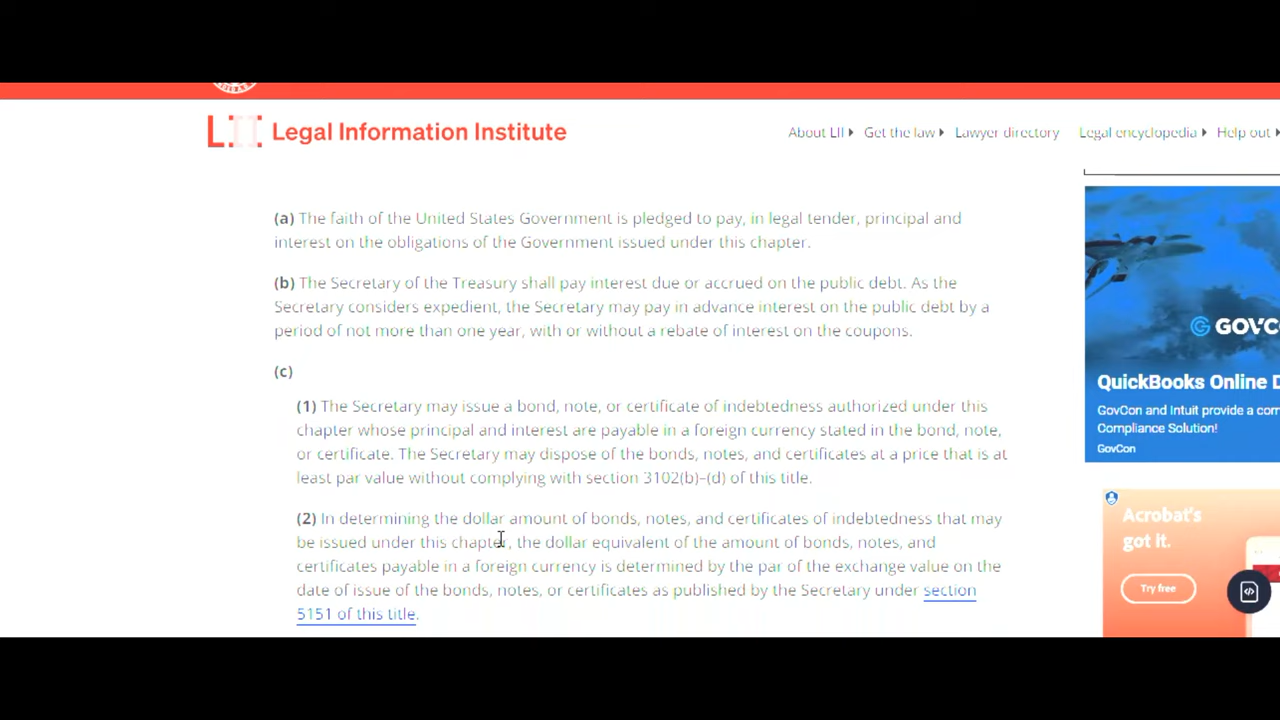 Legal Information Institute
About LII
Get the law
Lawyer directory
Legal encyclopedia
Help out
(a) The faith of the United States Government is pledged to pay, in legal tender, principal and
interest on the obligations of the Government issued under this chapter.
(b) The Secretary of the Treasury shall pay interest due or accrued on the public debt. As the
Secretary considers expedient, the Secretary may pay in advance interest on the public debt by a
period of not more than one year, with or without a rebate of interest on the coupons.
(c)
(1) The Secretary may issue a bond, note, or certificate of indebtedness authorized under this
chapter whose principal and interest are payable in a foreign currency stated in the bond, note,
or certificate. The Secretary may dispose of the bonds, notes, and certificates at a price that is at
least par value without complying with section 3102(b)–(d) of this title.
(2) In determining the dollar amount of bonds, notes, and certificates of indebtedness that may
be issued under this chapter, the dollar equivalent of the amount of bonds, notes, and
certificates payable in a foreign currency is determined by the par of the exchange value on the
date of issue of the bonds, notes, or certificates as published by the Secretary under section
5151 of this title.
QuickBooks Online
GovCon and Intuit provide a
Compliance Solution!
GovCon
Acrobat's
got it.
Try free